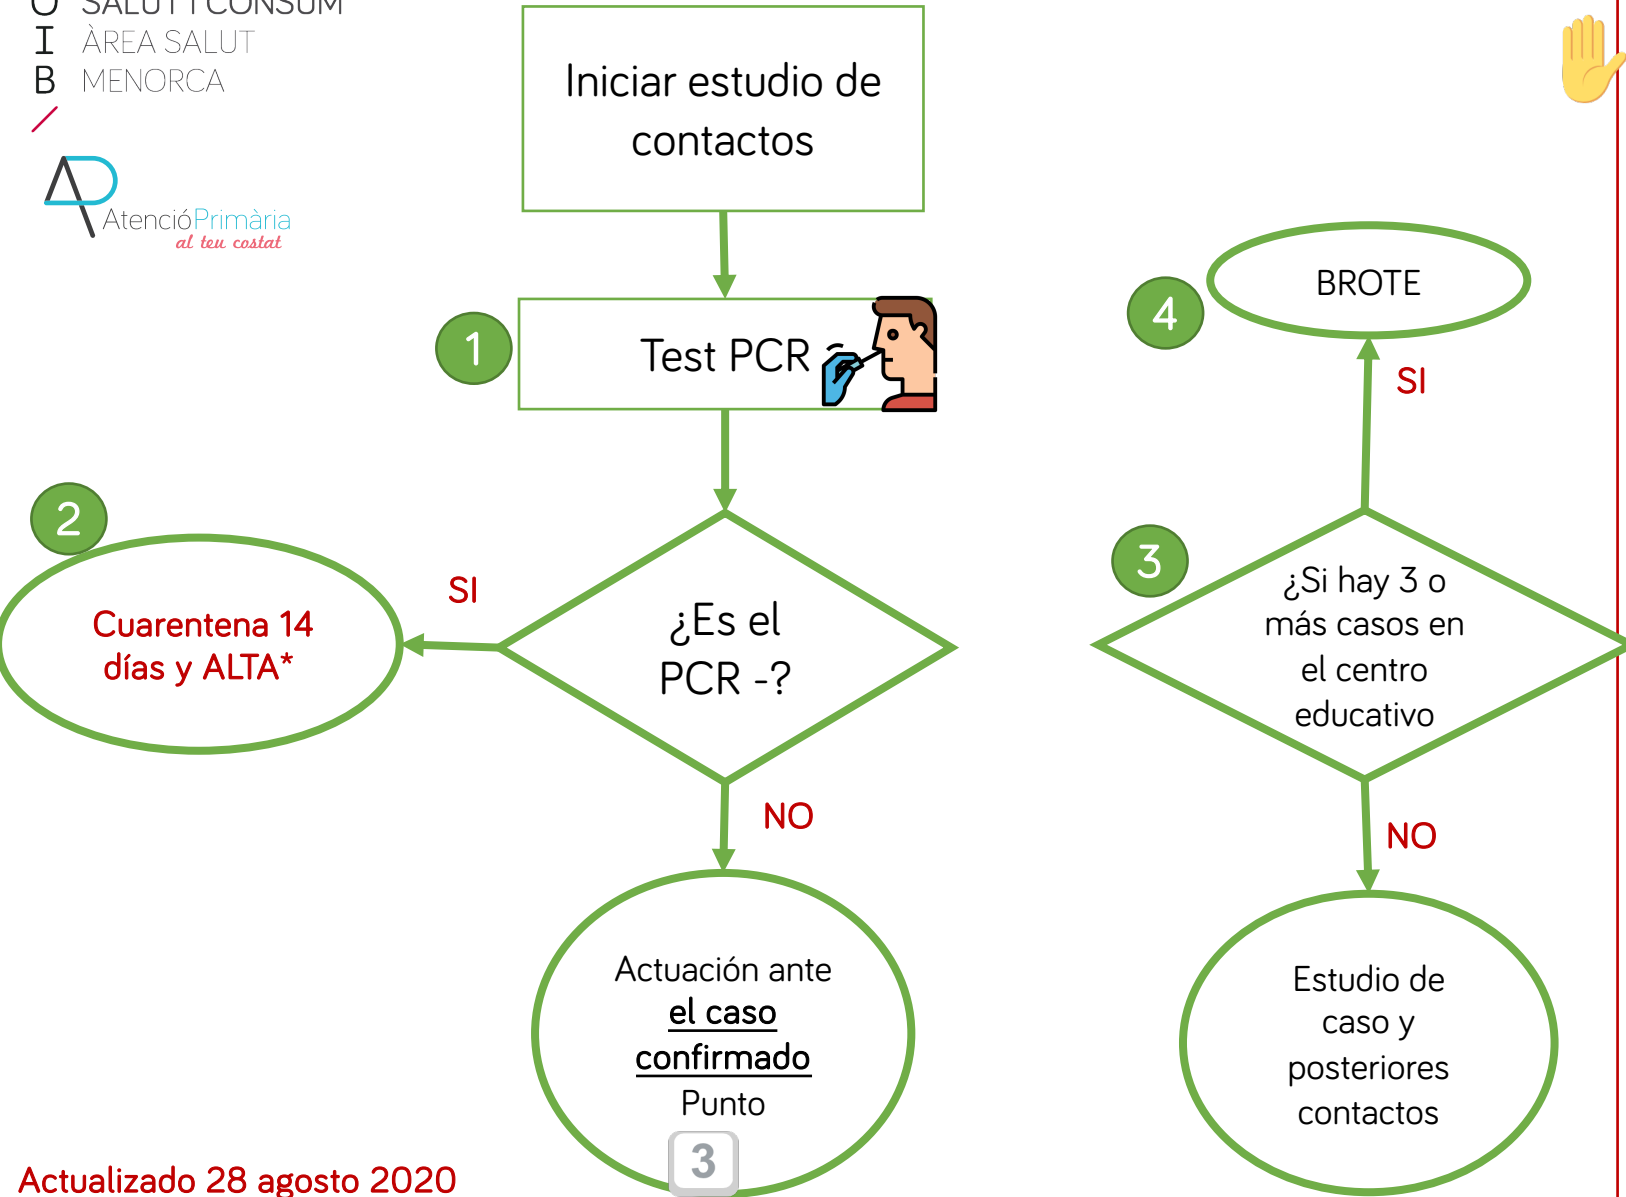 O SALUT I CONSUM
I ÀREA SALUT
B MENORCA
AtencióPrimària
al teu costat
Iniciar estudio de
contactos
1
Test PCR
2
Cuarentena 14
días y ALTA*
SI
¿Es el
PCR -?
NO
Actuación ante
el caso
confirmado
Punto
3
4
BROTE
SI
3
¿Si hay 3 o
más casos en
el centro
educativo
NO
Estudio de
caso y
posteriores
contactos
Actualizado 28 agosto 2020